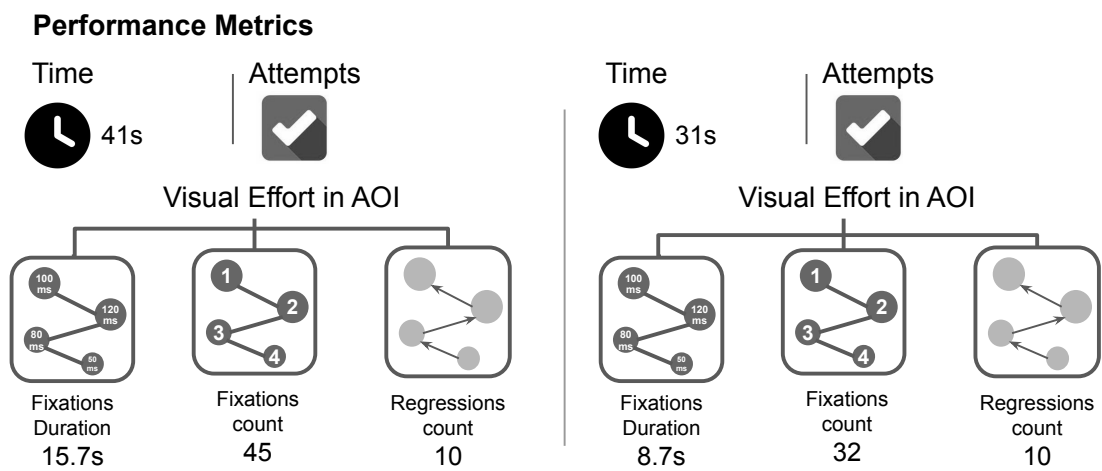 Performance Metrics
Time
Attempts
41s
Visual Effort in AOI
100
ms
120
ms
80
ms
50
ms
1
2
3
4
Fixations
Duration
15.7s
Fixations
count
45
Regressions
count
10
Time
Attempts
31s
Visual Effort in AOI
100
ms
120
ms
80
ms
50
ms
1
2
3
4
Fixations
Duration
8.7s
Fixations
count
32
Regressions
count
10